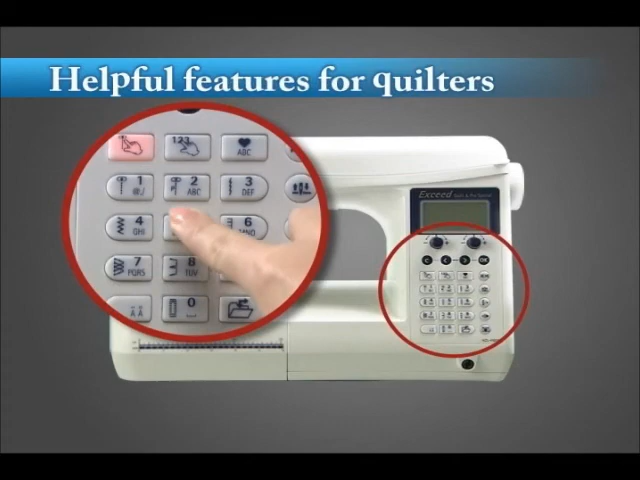 Helpful features for quilters
123
ABC
1
@./
2
ABC
3
DEF
4
GHI
6
MNO
7
PQRS
8
TUV
0
Exceed
OK